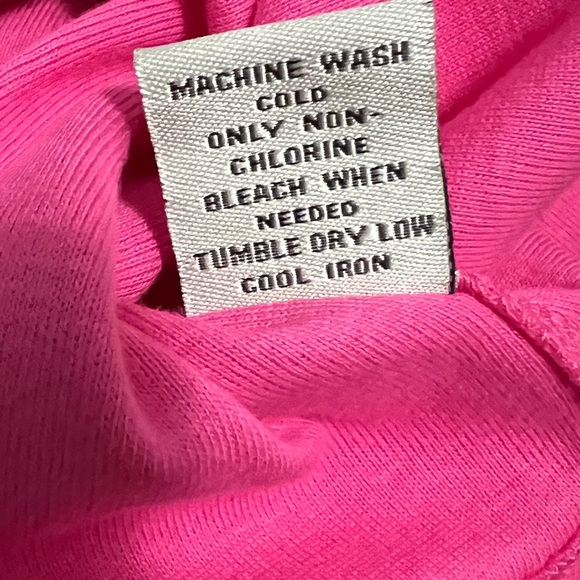 MACHINE WASH
COLD
ONLY NON-
CHLORINE
BLEACH WHEN
NEEDED
TUMBLE DRY LOW
COOL IRON